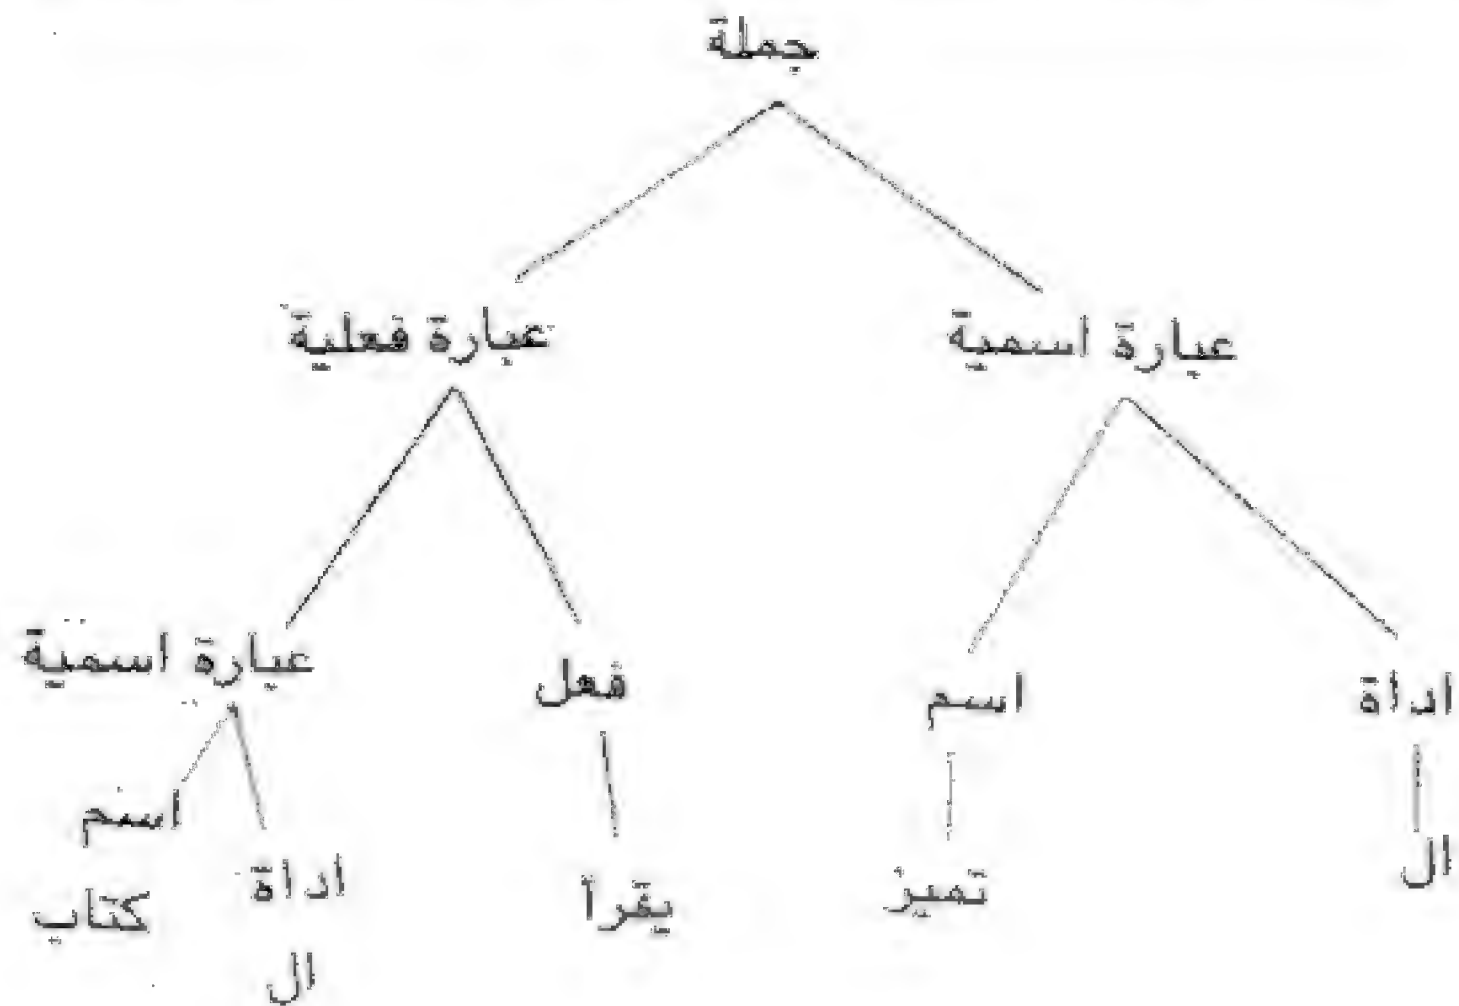 جملة
عبارة اسمية
عبارة فعلية
اداة
اسم
فعل
عبارة اسمية
ال
تميز
يقرأ
اسم
اداة
كتاب
ال